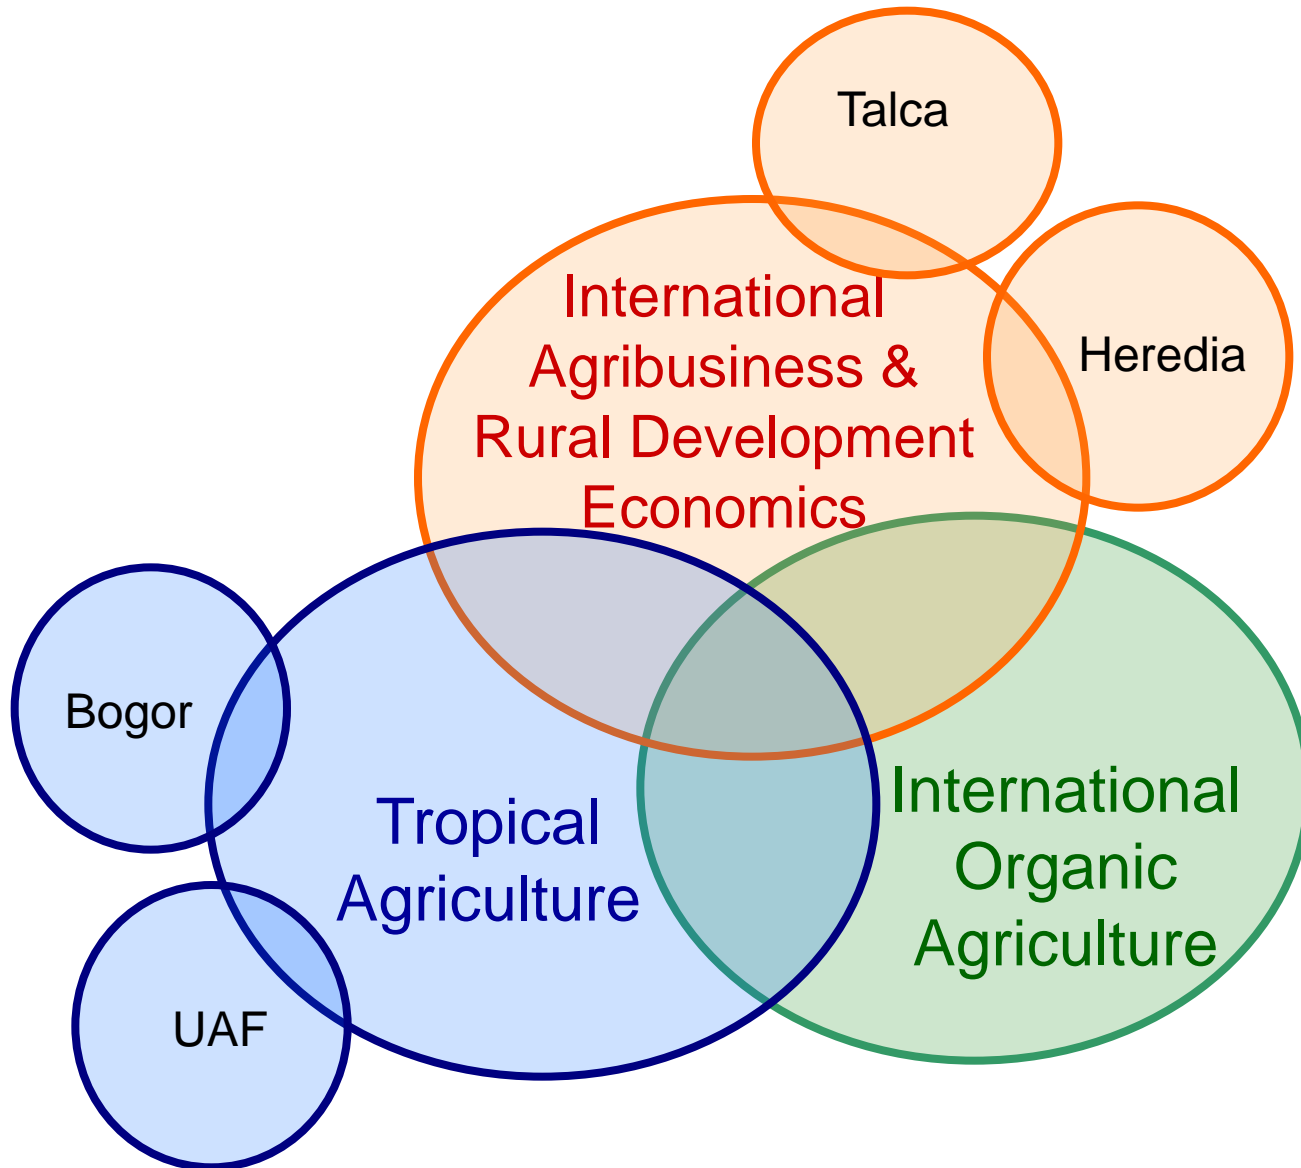 Talca
Heredia
International
Agribusiness &
Rural Development
Economics
Bogor
UAF
Tropical
Agriculture
International
Organic
Agriculture